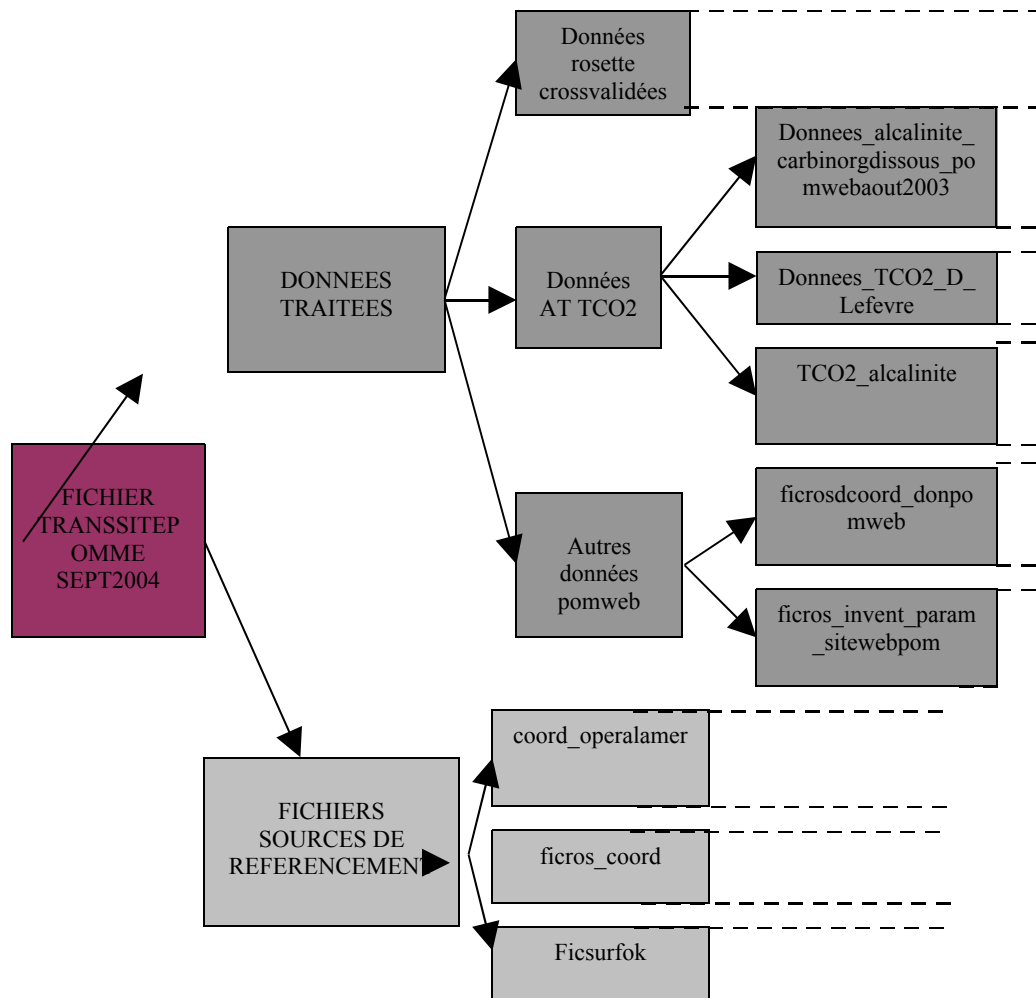 Données
rosette
crossvalidées
Donnees_alcalinite_
carbinorgdissous_po
mwebaout2003
DONNEES
TRAITEES
Données
AT TCO2
Donnees_TCO2_D_
Lefevre
TCO2_alcalinite
FICHIER
TRANSSITEP
OMME
SEPT2004
Autres
données
pomweb
ficrosdcoord_donpo
mweb
ficros_invent_param
_sitewebpom
coord_operalamer
FICHIERS
SOURCES DE
REFERENCEMENT
ficros_coord
Ficsurfok